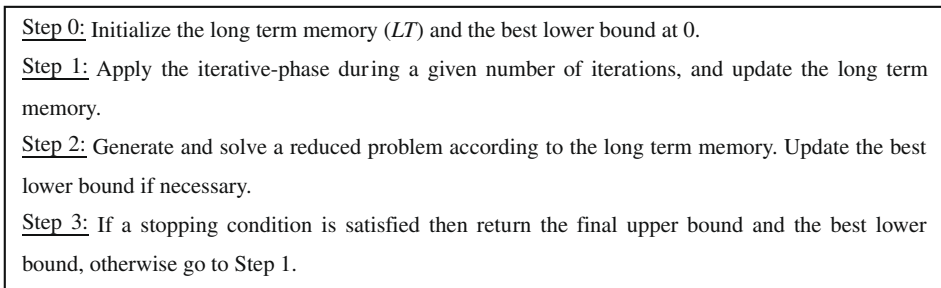 Step 0: Initialize the long term memory (LT) and the best lower bound at 0.
Step 1: Apply the iterative-phase during a given number of iterations, and update the long term
memory.
Step 2: Generate and solve a reduced problem according to the long term memory. Update the best
lower bound if necessary.
Step 3: If a stopping condition is satisfied then return the final upper bound and the best lower
bound, otherwise go to Step 1.